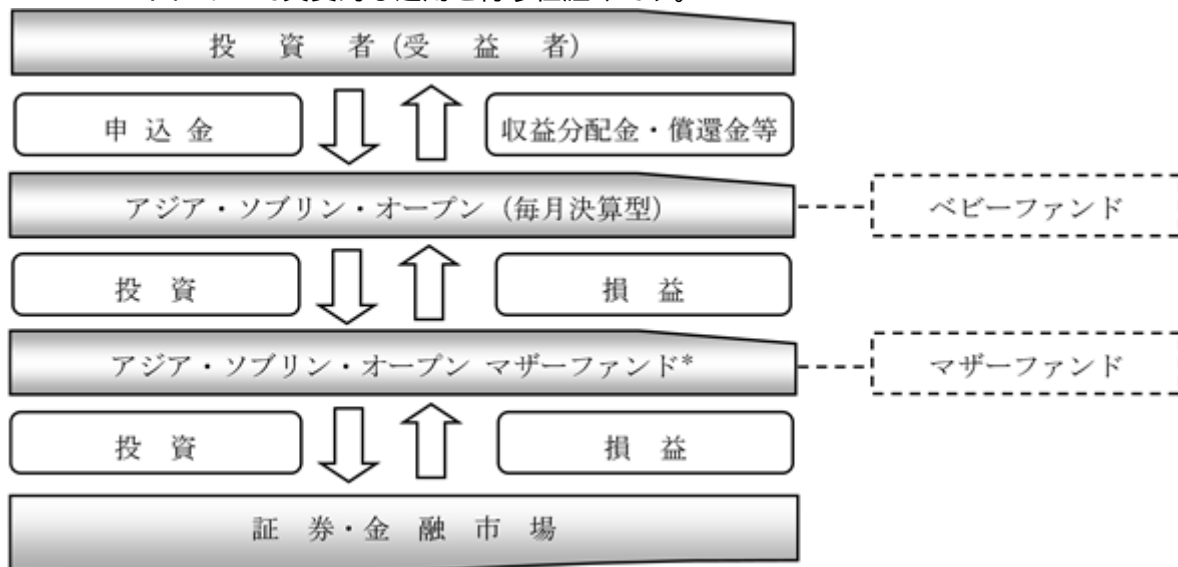 投資者(受益者)
申込金
収益分配金・償還金等
アジア・ソブリン・オープン(毎月決算型)
ベビーファンド
投資
損益
アジア・ソブリン・オープン マザーファンド*
マザーファンド
投資
損益
証券・金融市場